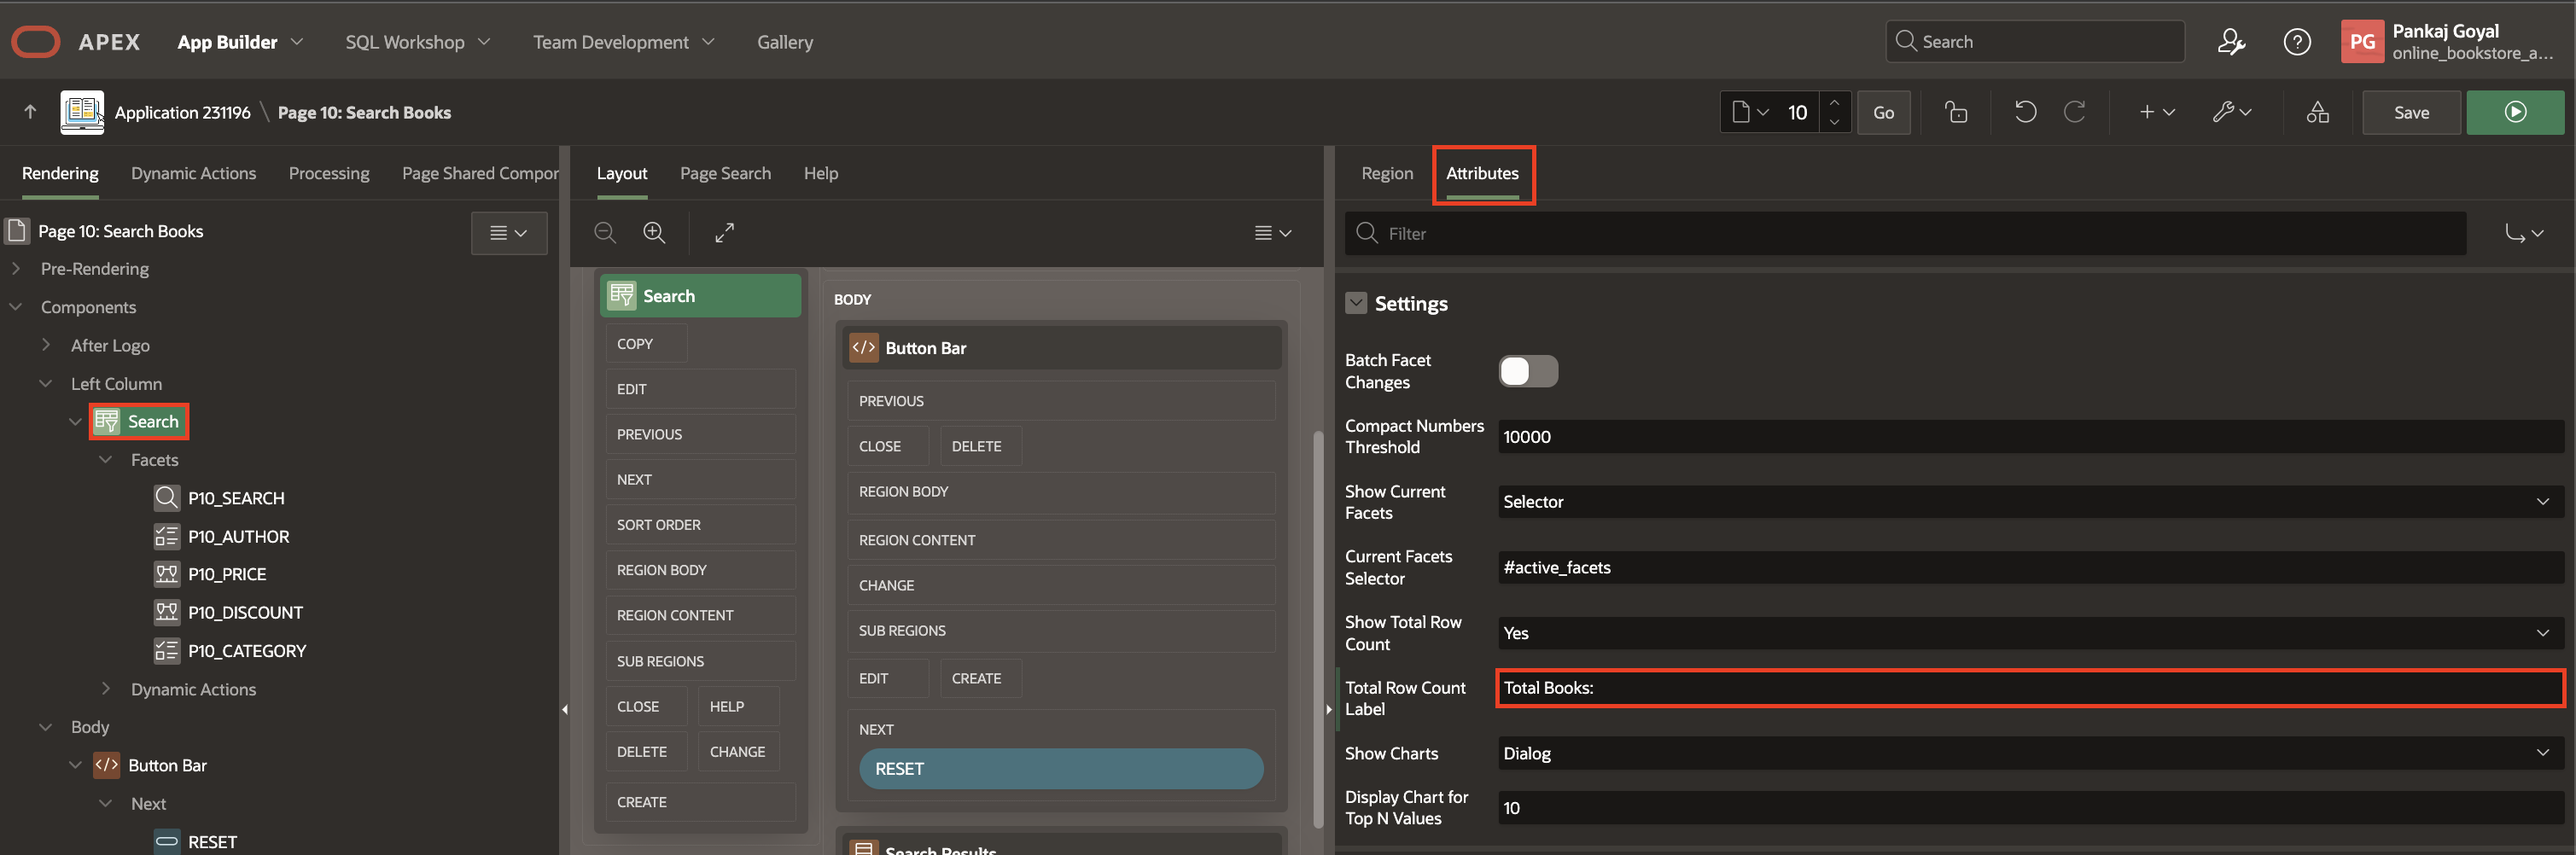 APEX App Builder SQL Workshop Team Development Gallery Search PG Pankaj Goyal
online_bookstore_a...
Application 231196 \ Page 10: Search Books 10 Go Save
Rendering Dynamic Actions Processing Page Shared Compor
Page 10: Search Books
Pre-Rendering
Components
After Logo
Left Column
Search
Facets
P10_SEARCH
P10_AUTHOR
P10_PRICE
P10_DISCOUNT
P10_CATEGORY
Dynamic Actions
Body
Button Bar
Next
RESET
Layout Page Search Help
Search
COPY
EDIT
PREVIOUS
NEXT
SORT ORDER
REGION BODY
REGION CONTENT
SUB REGIONS
CLOSE HELP
DELETE CHANGE
CREATE
BODY
Button Bar
PREVIOUS
CLOSE DELETE
REGION BODY
REGION CONTENT
CHANGE
SUB REGIONS
EDIT CREATE
NEXT
RESET
Search Results
Region Attributes
Filter
Settings
Batch Facet
Changes
Compact Numbers
Threshold
10000
Show Current
Facets
Selector
Current Facets
Selector
#active_facets
Show Total Row
Count
Yes
Total Row Count
Label
Total Books:
Show Charts
Dialog
Display Chart for
Top N Values
10